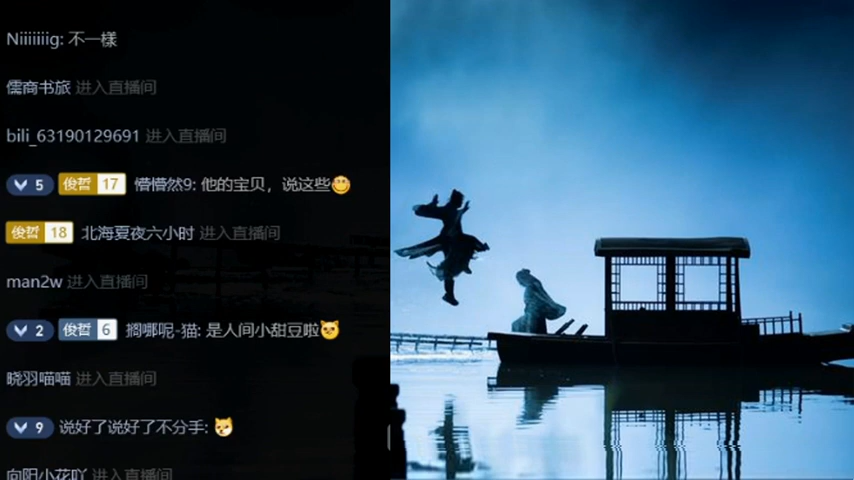 Niiiiiiig: 不一樣
儒商书旅 进入直播间
bili_63190129691 进入直播间
5 俊哲 17 懵懵然9: 他的宝贝，说这些
俊哲 18 北海夏夜六小时 进入直播间
man2w 进入直播间
2 俊哲 6 搁哪呢-猫: 是人间小甜豆啦
晓羽喵喵 进入直播间
9 说好了说好了不分手:
向阳小花吖 进入直播间